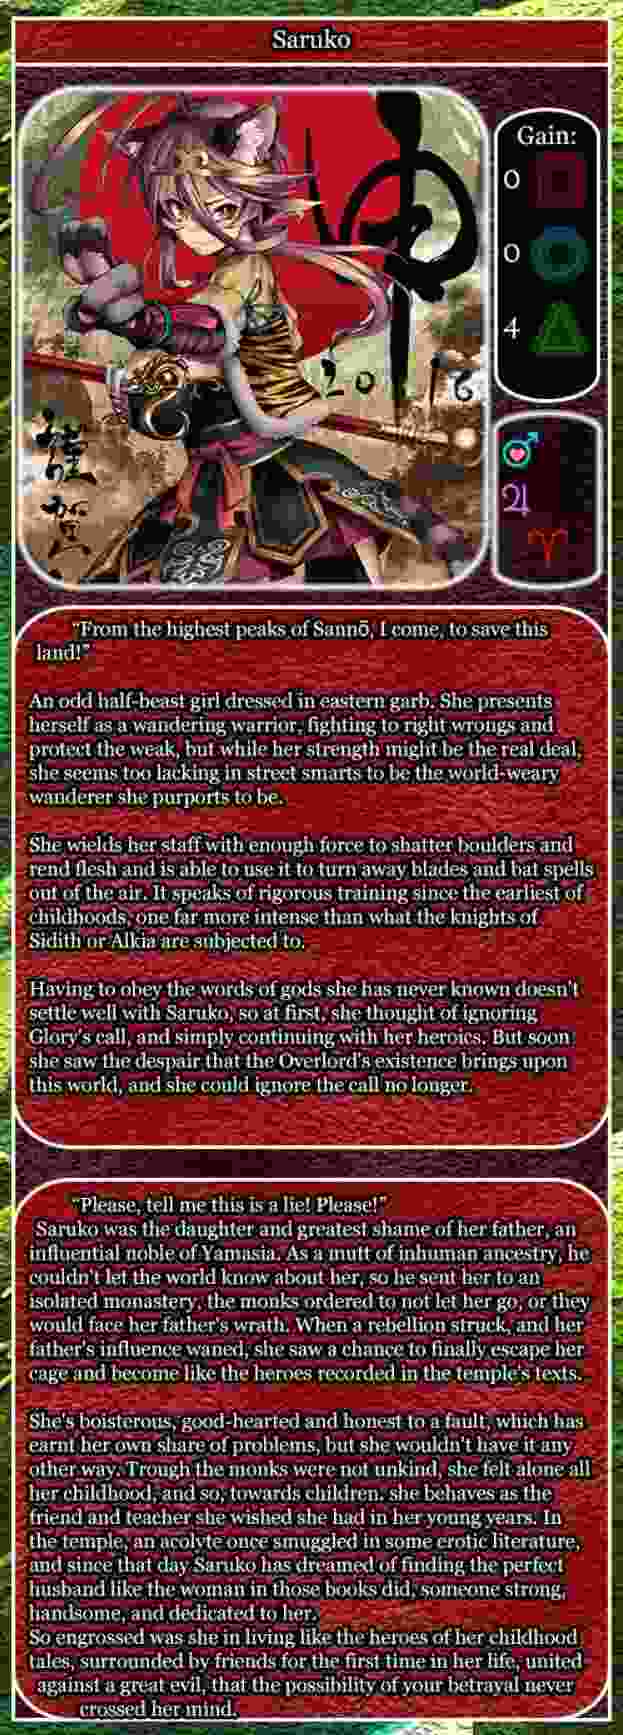 Saruko
Gain:
0
0
4
申
2016
"From the highest peaks of Sannō, I come, to save this
land!"
An odd half-beast girl dressed in eastern garb. She presents
herself as a wandering warrior, fighting to right wrongs and
protect the weak, but while her strength might be the real deal,
she seems too lacking in street smarts to be the world-weary
wanderer she purports to be.
She wields her staff with enough force to shatter boulders and
rend flesh and is able to use it to turn away blades and bat spells
out of the air. It speaks of rigorous training since the earliest of
childhoods, one far more intense than what the knights of
Sidith or Alkia are subjected to.
Having to obey the words of gods she has never known doesn't
settle well with Saruko, so at first, she thought of ignoring
Glory's call, and simply continuing with her heroics. But soon
she saw the despair that the Overlord's existence brings upon
this world, and she could ignore the call no longer.
"Please, tell me this is a lie! Please!"
Saruko was the daughter and greatest shame of her father, an
influential noble of Yamasia. As a mutt of inhuman ancestry, he
couldn't let the world know about her, so he sent her to an
isolated monastery, the monks ordered to not let her go, or they
would face her father's wrath. When a rebellion struck, and her
father's influence waned, she saw a chance to finally escape her
cage and become like the heroes recorded in the temple's texts.
She's boisterous, good-hearted and honest to a fault, which has
earnt her own share of problems, but she wouldn't have it any
other way. Trough the monks were not unkind, she felt alone all
her childhood, and so, towards children, she behaves as the
friend and teacher she wished she had in her young years. In
the temple, an acolyte once smuggled in some erotic literature,
and since that day Saruko has dreamed of finding the perfect
husband like the woman in those books did, someone strong,
handsome, and dedicated to her.
So engrossed was she in living like the heroes of her childhood
tales, surrounded by friends for the first time in her life, united
against a great evil, that the possibility of your betrayal never
crossed her mind.